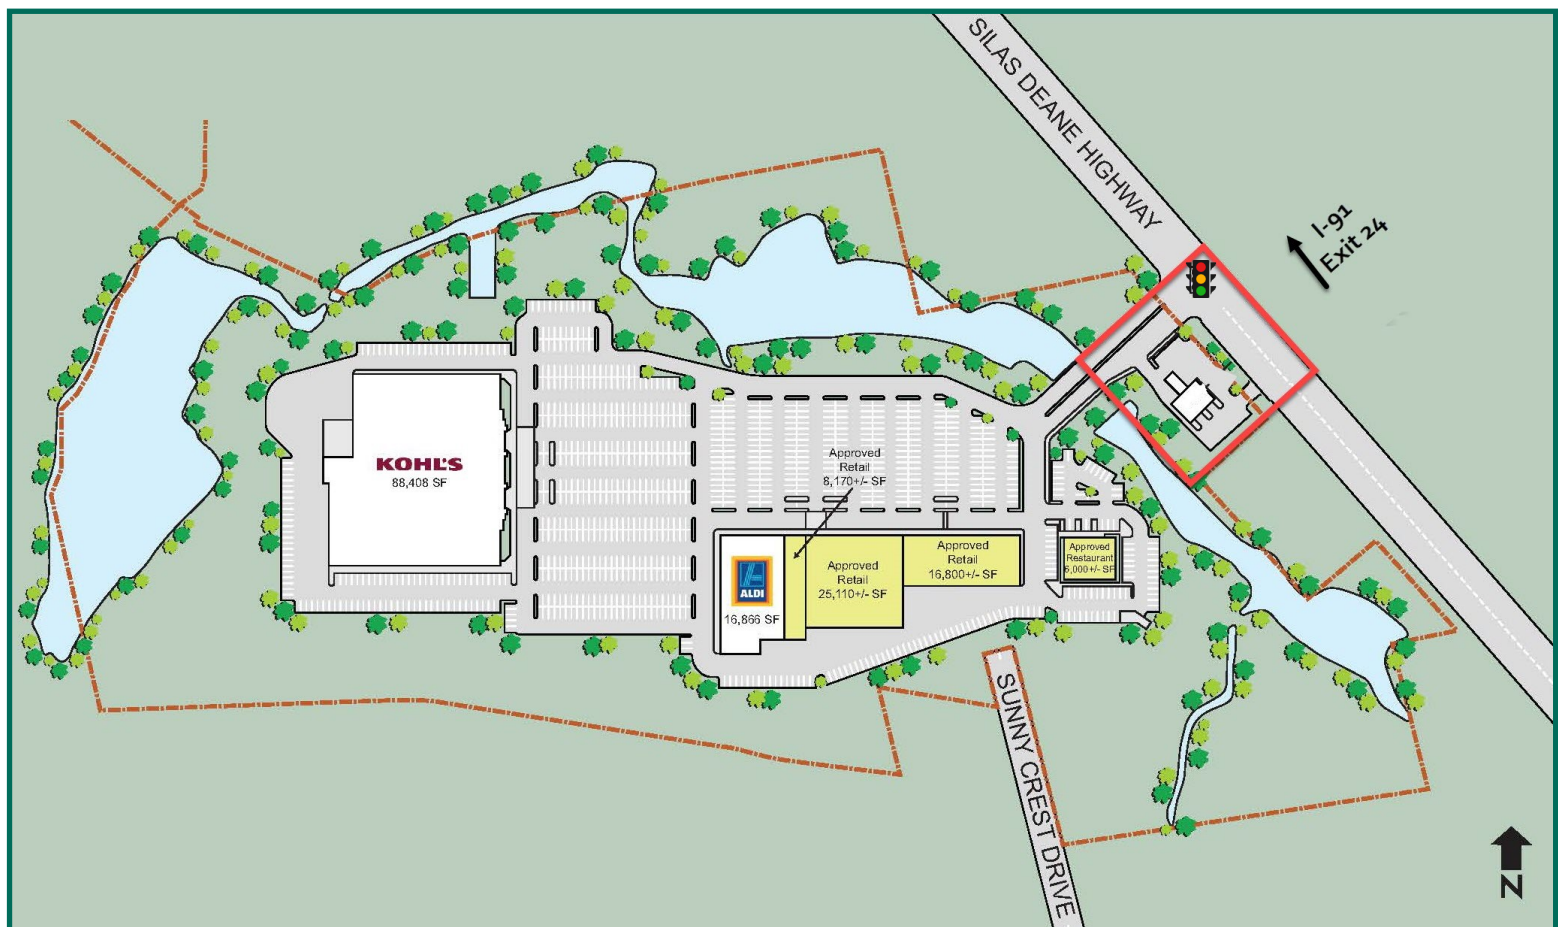 SILAS DEANE HIGHWAY
I-91
Exit 24
KOHL'S
88,408 SF
Approved
Retail
8,170+/- SF
ALDI
16,866 SF
Approved
Retail
25,110+/- SF
Approved
Retail
16,800+/- SF
Approved
Restaurant
6,000+/- SF
SUNNY CREST DRIVE
N